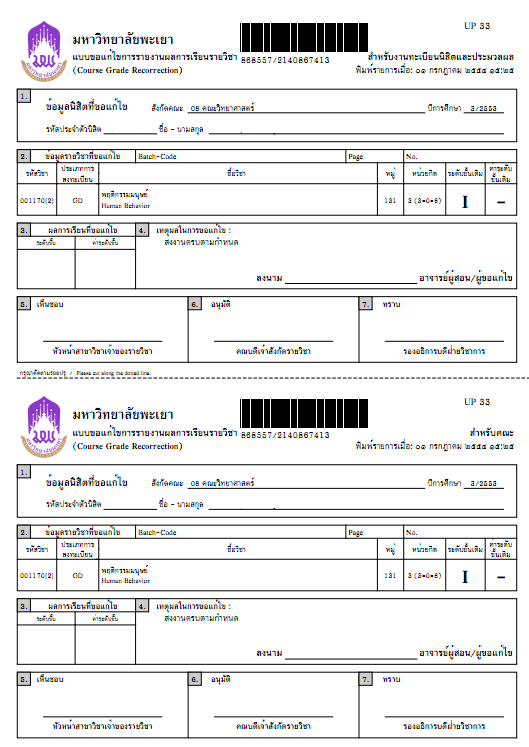 UP 33
มหาวิทยาลัยพะเยา
แบบขอแก้ไขการรายงานผลการเรียนรายวิชา 868557/2140867413 สำหรับงานทะเบียนนิสิตและประมวลผล
(Course Grade Recorrection) พิมพ์รายการเมื่อ: ๐๑ กรกฎาคม ๒๕๕๔ ๑๕:๒๕
1. ข้อมูลนิสิตที่ขอแก้ไข สังกัดคณะ 08 คณะวิทยาศาสตร์ ปีการศึกษา 3/2553
รหัสประจำตัวนิสิต ชื่อ - นามสกุล
2. ข้อมูลรายวิชาที่ขอแก้ไข Batch-Code Page No.
รหัสวิชา ประเภทการลงทะเบียน ชื่อวิชา หมู่ หน่วยกิต ระดับขั้นเดิม ค่าระดับขั้นเดิม
001170[2] GD พฤติกรรมมนุษย์ 131 3 (3-0-6) I –
Human Behavior
3. ผลการเรียนที่ขอแก้ไข 4. เหตุผลในการขอแก้ไข :
ระดับขั้น ค่าระดับขั้น ส่งงานครบตามกำหนด
ลงนาม อาจารย์ผู้สอน/ผู้ขอแก้ไข
5. เห็นชอบ 6. อนุมัติ 7. ทราบ
หัวหน้าสาขาวิชาเจ้าของรายวิชา คณบดีเจ้าสังกัดรายวิชา รองอธิการบดีฝ่ายวิชาการ
กรุณาตัดตามรอยปรุ / Please cut along the dotted line.
UP 33
มหาวิทยาลัยพะเยา
แบบขอแก้ไขการรายงานผลการเรียนรายวิชา 868557/2140867413 สำหรับคณะ
(Course Grade Recorrection) พิมพ์รายการเมื่อ: ๐๑ กรกฎาคม ๒๕๕๔ ๑๕:๒๕
1. ข้อมูลนิสิตที่ขอแก้ไข สังกัดคณะ 08 คณะวิทยาศาสตร์ ปีการศึกษา 3/2553
รหัสประจำตัวนิสิต ชื่อ - นามสกุล
2. ข้อมูลรายวิชาที่ขอแก้ไข Batch-Code Page No.
รหัสวิชา ประเภทการลงทะเบียน ชื่อวิชา หมู่ หน่วยกิต ระดับขั้นเดิม ค่าระดับขั้นเดิม
001170[2] GD พฤติกรรมมนุษย์ 131 3 (3-0-6) I –
Human Behavior
3. ผลการเรียนที่ขอแก้ไข 4. เหตุผลในการขอแก้ไข :
ระดับขั้น ค่าระดับขั้น ส่งงานครบตามกำหนด
ลงนาม อาจารย์ผู้สอน/ผู้ขอแก้ไข
5. เห็นชอบ 6. อนุมัติ 7. ทราบ
หัวหน้าสาขาวิชาเจ้าของรายวิชา คณบดีเจ้าสังกัดรายวิชา รองอธิการบดีฝ่ายวิชาการ